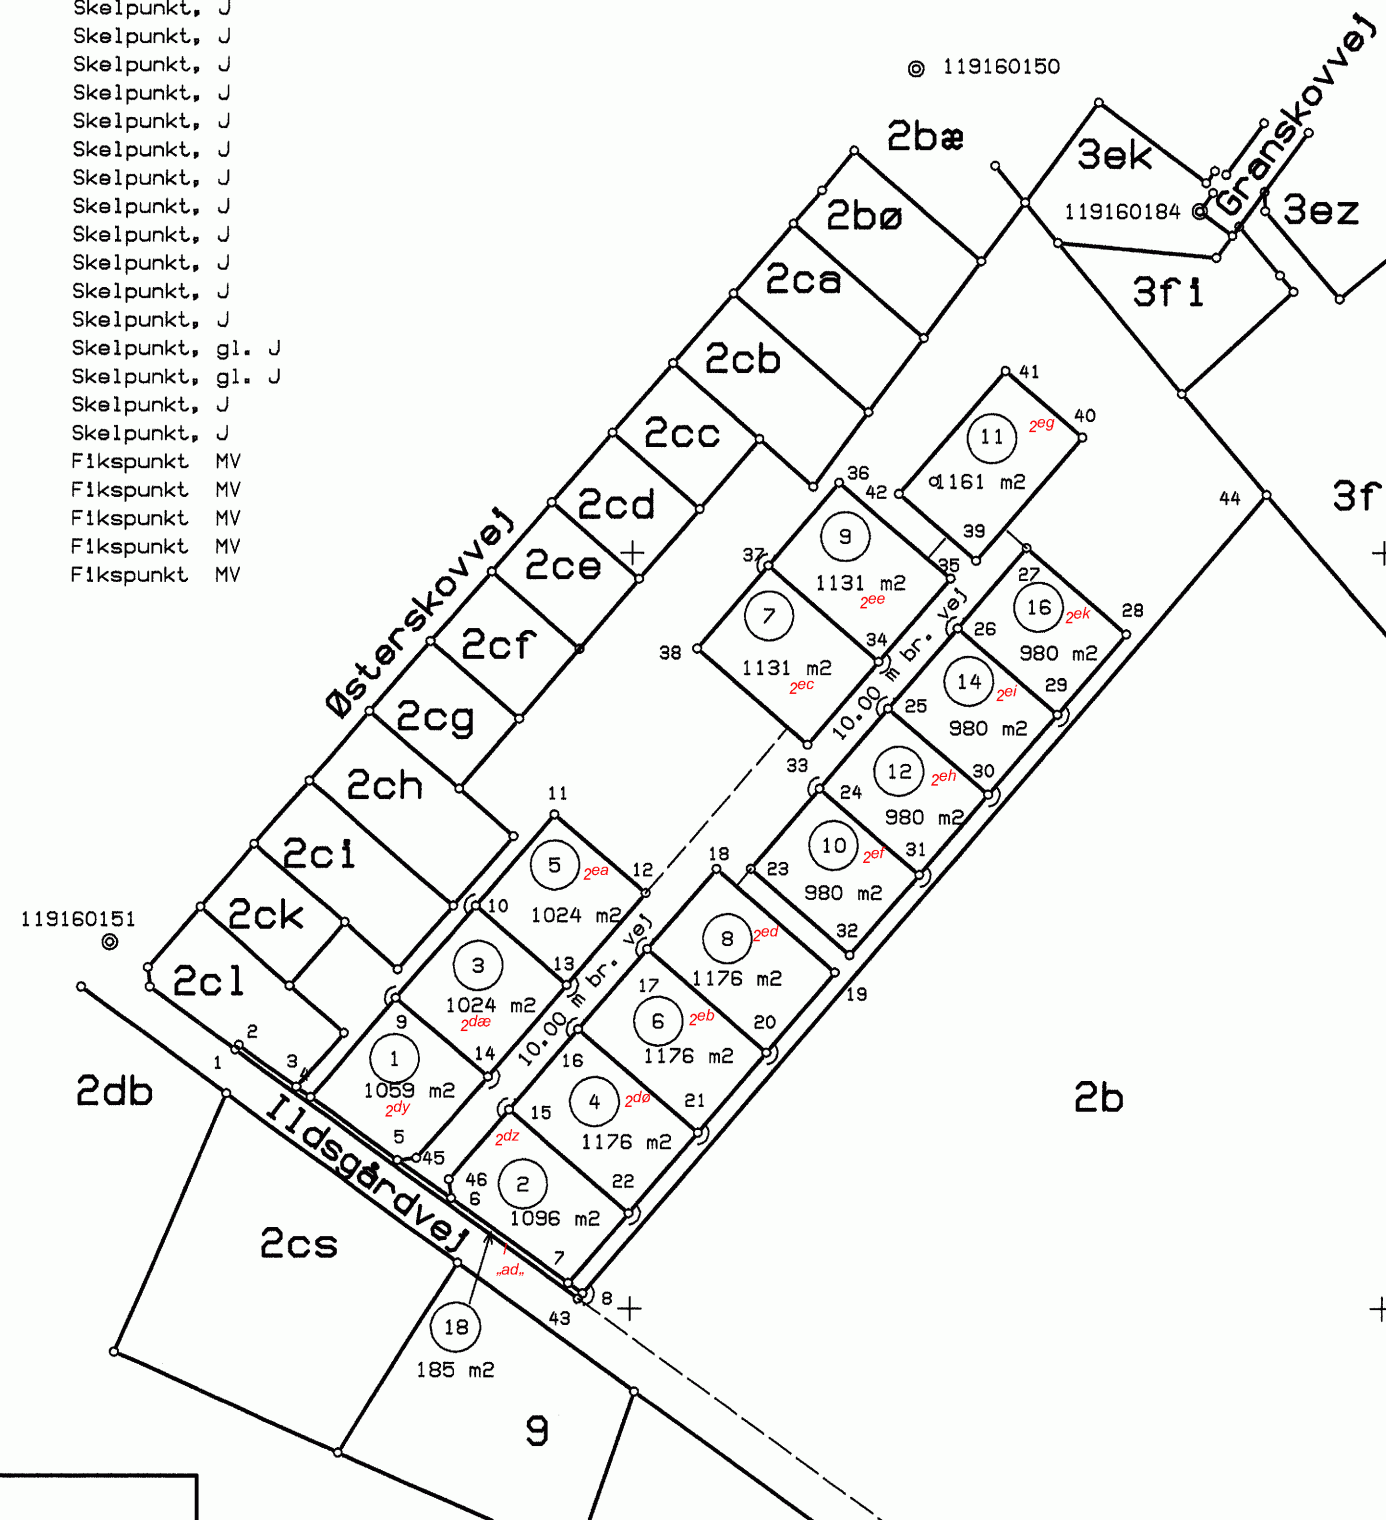 Skelpunkt, J
Skelpunkt, J
Skelpunkt, J
Skelpunkt, J
Skelpunkt, J
Skelpunkt, J
Skelpunkt, J
Skelpunkt, J
Skelpunkt, J
Skelpunkt, J
Skelpunkt, J
Skelpunkt, J
Skelpunkt, gl. J
Skelpunkt, gl. J
Skelpunkt, J
Skelpunkt, J
Fikspunkt MV
Fikspunkt MV
Fikspunkt MV
Fikspunkt MV
Fikspunkt MV
119160150
Granskovvej
2bæ
3ek
119160184
3ez
2bø
2ca
3fi
2cb
2cc
2cd
2ce
2cf
2cg
2ch
2ci
2ck
2cl
Østerskovvej
3f
41
40
11
2eg
1161 m2
42
39
44
36
9
1131 m2
2ee
35
37
7
1131 m2
2ec
34
38
33
10.00 m br. vej
27
28
16
2ek
980 m2
26
29
14
2ei
980 m2
25
30
12
2eh
980 m2
24
31
10
2ef
980 m2
23
32
11
5
2ea
1024 m2
12
10
3
1024 m2
2dæ
13
9
1
1059 m2
2dy
14
10.00 m br. vej
18
8
2ed
1176 m2
19
17
6
2eb
1176 m2
20
16
4
2dø
1176 m2
21
15
2dz
2
1096 m2
22
119160151
1
2
3
4
5
45
46
6
7
8
43
2db
Ildsgårdvej
2b
2cs
1
„ad„
18
185 m2
9